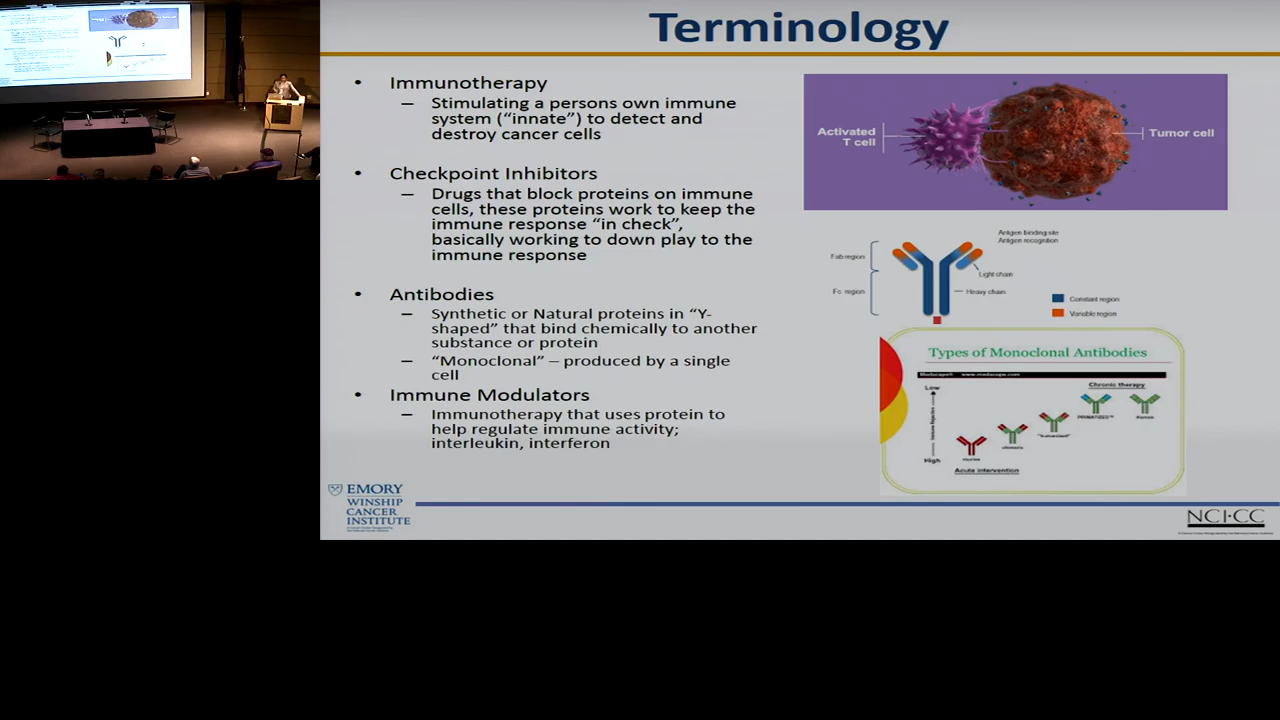 Terminology
• Immunotherapy
– Stimulating a persons own immune
system (“innate”) to detect and
destroy cancer cells
• Checkpoint Inhibitors
– Drugs that block proteins on immune
cells, these proteins work to keep the
immune response “in check”,
basically working to down play to the
immune response
• Antibodies
– Synthetic or Natural proteins in “Y-
shaped” that bind chemically to another
substance or protein
– “Monoclonal” – produced by a single
cell
• Immune Modulators
– Immunotherapy that uses protein to
help regulate immune activity;
interleukin, interferon
Activated
T cell
Tumor cell
Antigen binding site
Antigen recognition
Fab region
Light chain
Fc region
Heavy chain
Constant region
Variable region
Types of Monoclonal Antibodies
Medscape® www.medscape.com
Chronic therapy
Low
High
Acute intervention
EMORY
WINSHIP
CANCER
INSTITUTE
NCI·CC